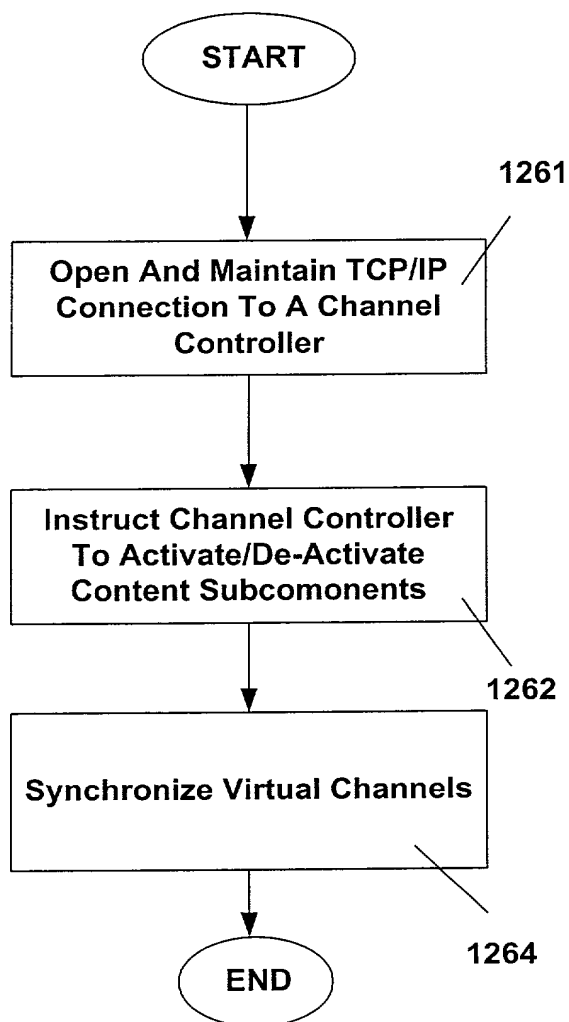 START
1261
Open And Maintain TCP/IP
Connection To A Channel
Controller
Instruct Channel Controller
To Activate/De-Activate
Content Subcomonents
1262
Synchronize Virtual Channels
1264
END